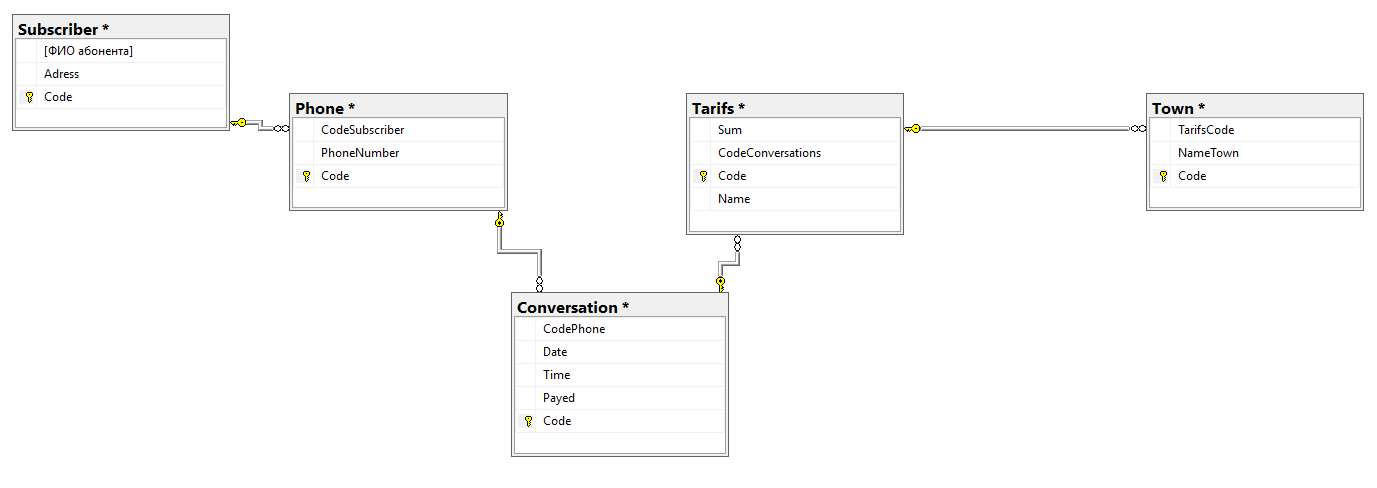 Subscriber *
[ФИО абонента]
Adress
Code
Phone *
CodeSubscriber
PhoneNumber
Code
Tarifs *
Sum
CodeConversations
Code
Name
Town *
TarifsCode
NameTown
Code
Conversation *
CodePhone
Date
Time
Payed
Code